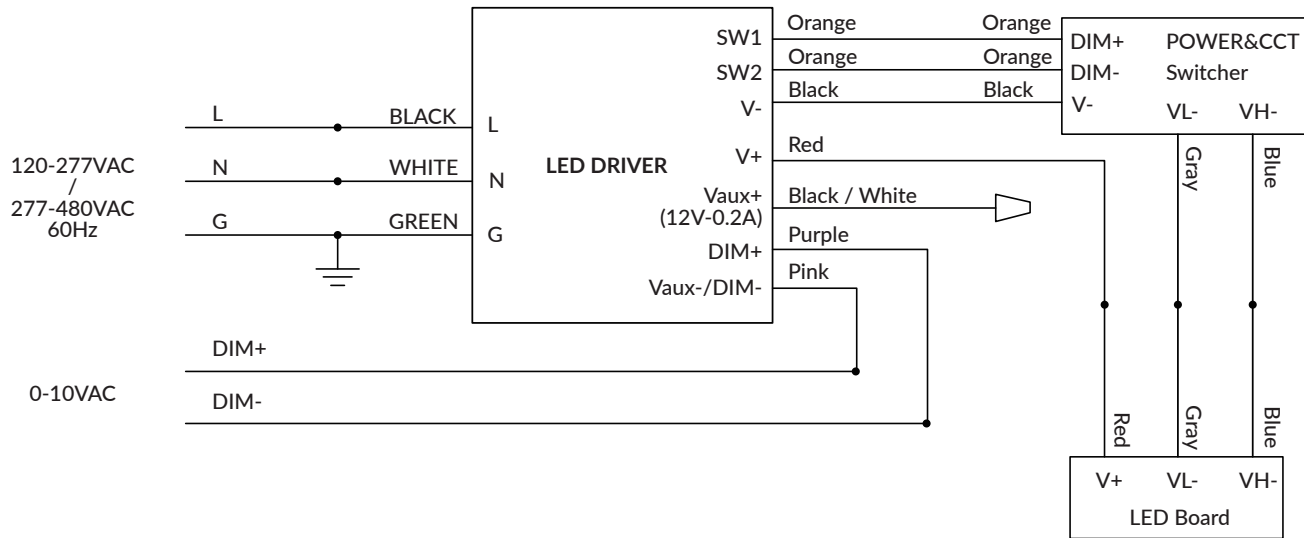 Orange
Orange
SW1
DIM+
POWER&CCT
Orange
Orange
SW2
DIM-
Switcher
Black
Black
V-
V-
VL-
VH-
L
BLACK
L
Red
Gray
Blue
120-277VAC
/
277-480VAC
60Hz
N
WHITE
N
LED DRIVER
V+
Vaux+
(12V-0.2A)
Black / White
G
GREEN
G
Purple
DIM+
Pink
Vaux-/DIM-
DIM+
0-10VAC
DIM-
Red
Gray
Blue
V+
VL-
VH-
LED Board